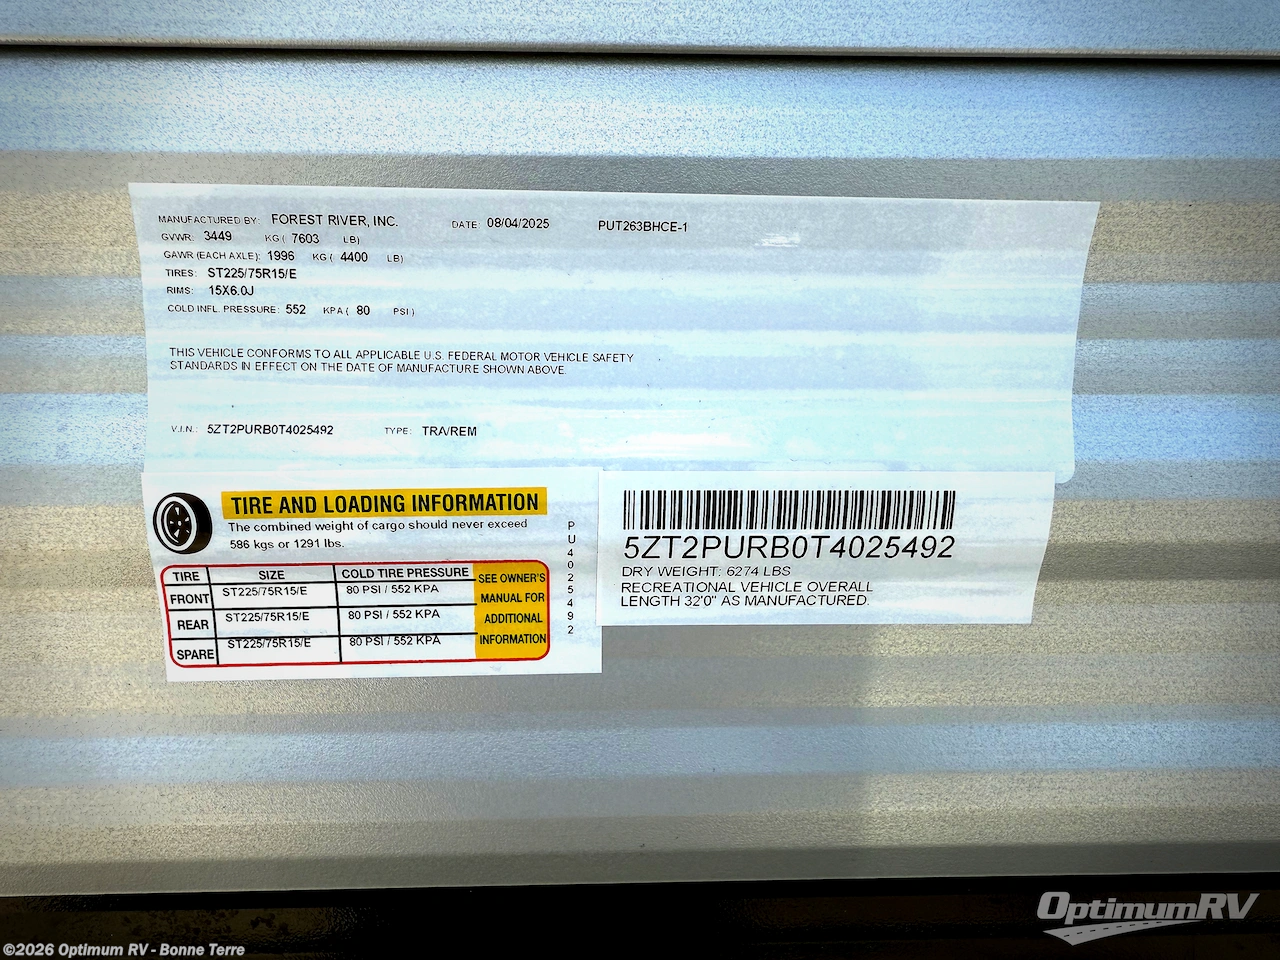 MANUFACTURED BY: FOREST RIVER, INC. DATE: 08/04/2025 PUT263BHCE-1
GVWR: 3449 KG ( 7603 LB)
GAWR (EACH AXLE): 1996 KG ( 4400 LB)
TIRES: ST225/75R15/E
RIMS: 15X6.0J
COLD INFL. PRESSURE: 552 KPA ( 80 PSI )
THIS VEHICLE CONFORMS TO ALL APPLICABLE U.S. FEDERAL MOTOR VEHICLE SAFETY
STANDARDS IN EFFECT ON THE DATE OF MANUFACTURE SHOWN ABOVE.
V.I.N.: 5ZT2PURB0T4025492 TYPE: TRA/REM
TIRE AND LOADING INFORMATION
The combined weight of cargo should never exceed
586 kgs or 1291 lbs.
TIRE SIZE COLD TIRE PRESSURE
FRONT ST225/75R15/E 80 PSI / 552 KPA
REAR ST225/75R15/E 80 PSI / 552 KPA
SPARE ST225/75R15/E 80 PSI / 552 KPA
SEE OWNER'S
MANUAL FOR
ADDITIONAL
INFORMATION
PU4025492
5ZT2PURB0T4025492
DRY WEIGHT: 6274 LBS
RECREATIONAL VEHICLE OVERALL
LENGTH 32'0" AS MANUFACTURED.
OptimumRV
©2026 Optimum RV - Bonne Terre